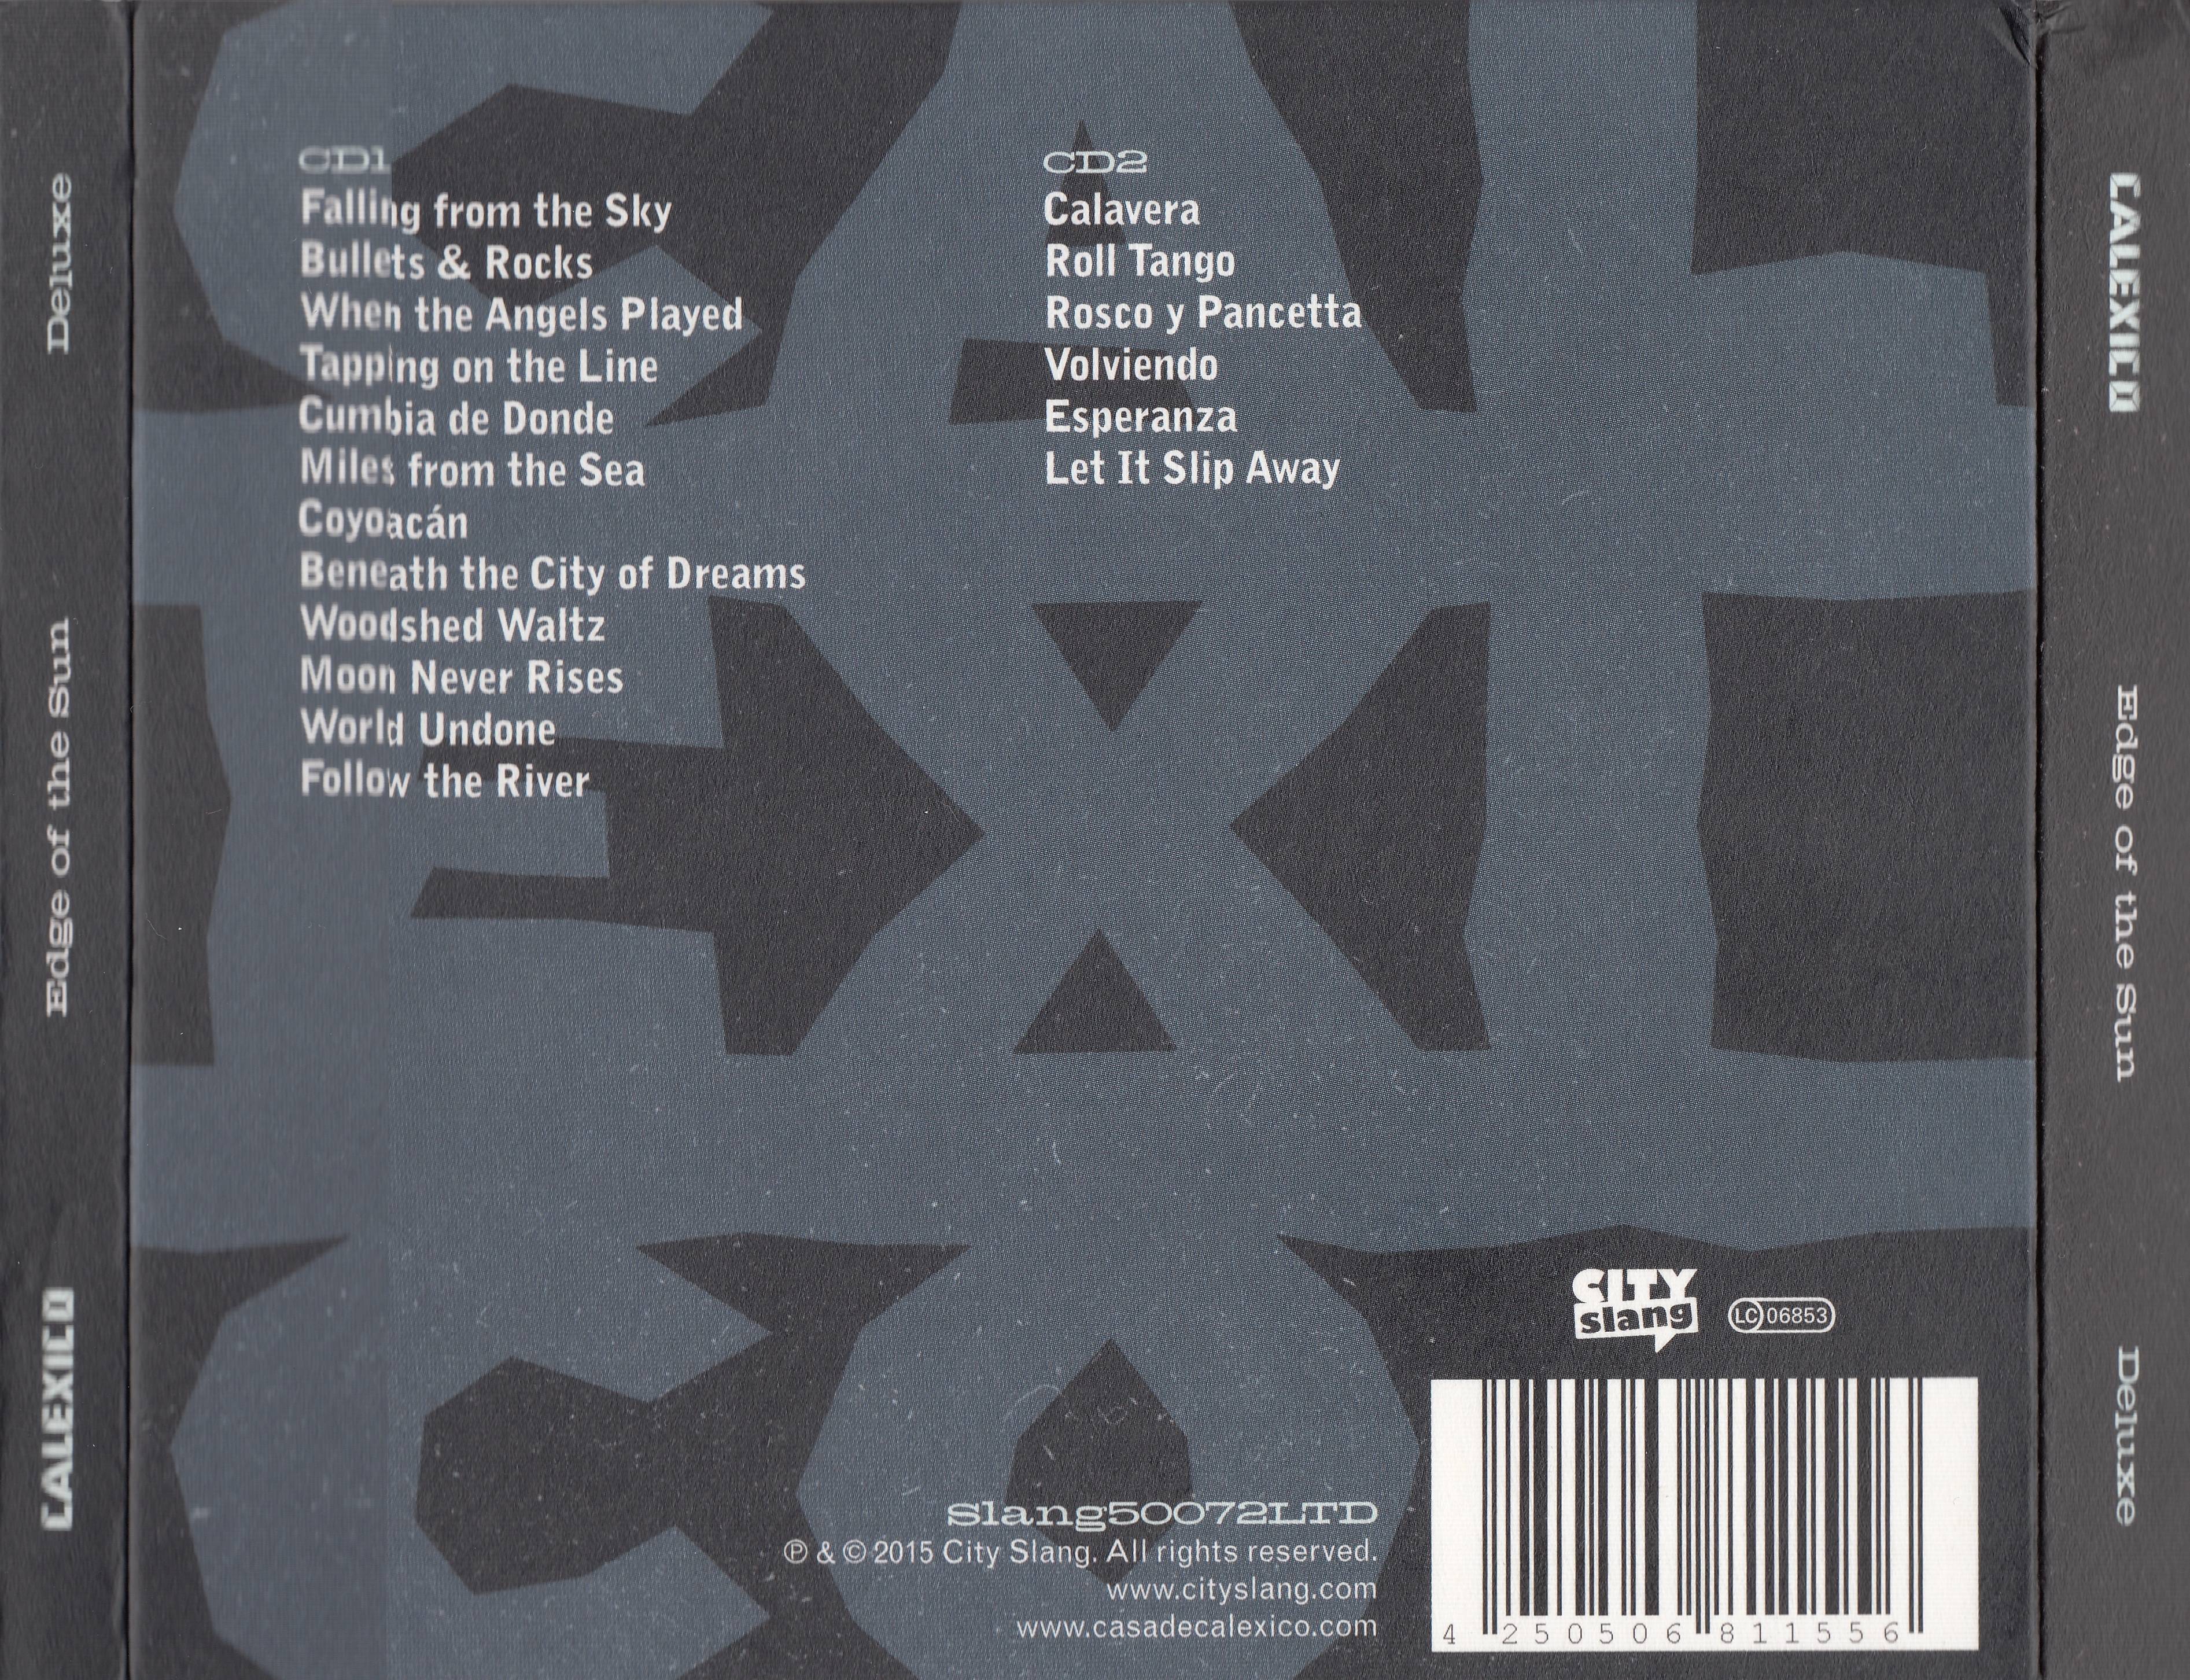 Deluxe
Edge of the Sun
CALEXICO
CD1
Falling from the Sky
Bullets & Rocks
When the Angels Played
Tapping on the Line
Cumbia de Donde
Miles from the Sea
Coyoacán
Beneath the City of Dreams
Woodshed Waltz
Moon Never Rises
World Undone
Follow the River
CD2
Calavera
Roll Tango
Rosco y Pancetta
Volviendo
Esperanza
Let It Slip Away
CALEXICO
CITY
slang
LC 06853
Slang50072LTD
℗ & © 2015 City Slang. All rights reserved.
www.cityslang.com
www.casadecalexico.com
4 250506 811556
CALEXICO
Edge of the Sun
Deluxe